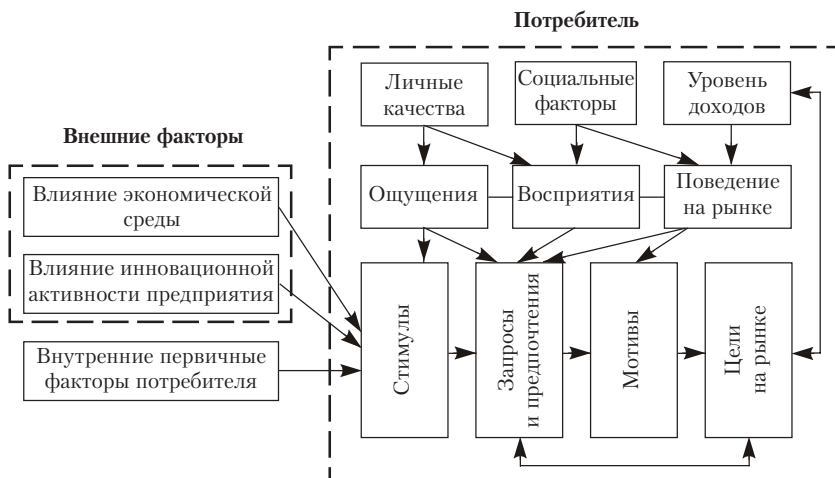 Потребитель
Личные
качества
Социальные
факторы
Уровень
доходов
Внешние факторы
Влияние экономической
среды
Влияние инновационной
активности предприятия
Внутренние первичные
факторы потребителя
Ощущения
Восприятия
Поведение
на рынке
Стимулы
Запросы
и предпочтения
Мотивы
Цели
на рынке